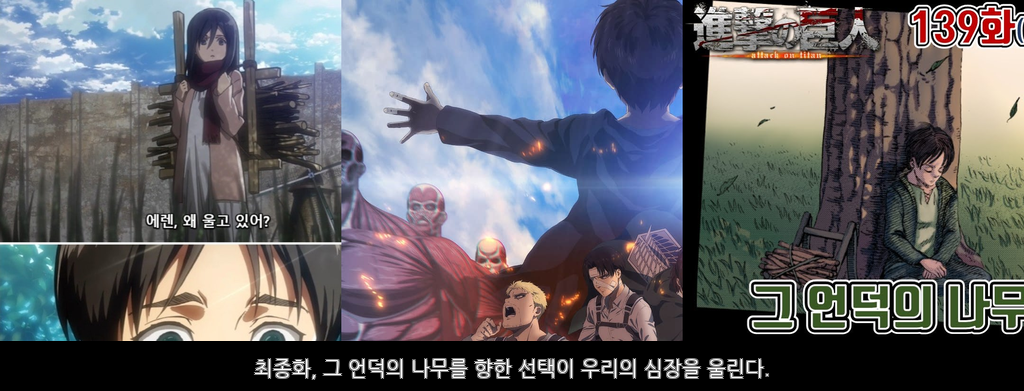 에렌, 왜 울고 있어?
進撃の巨人
attack on titan
139화(
그 언덕의 나무
최종화, 그 언덕의 나무를 향한 선택이 우리의 심장을 울린다.